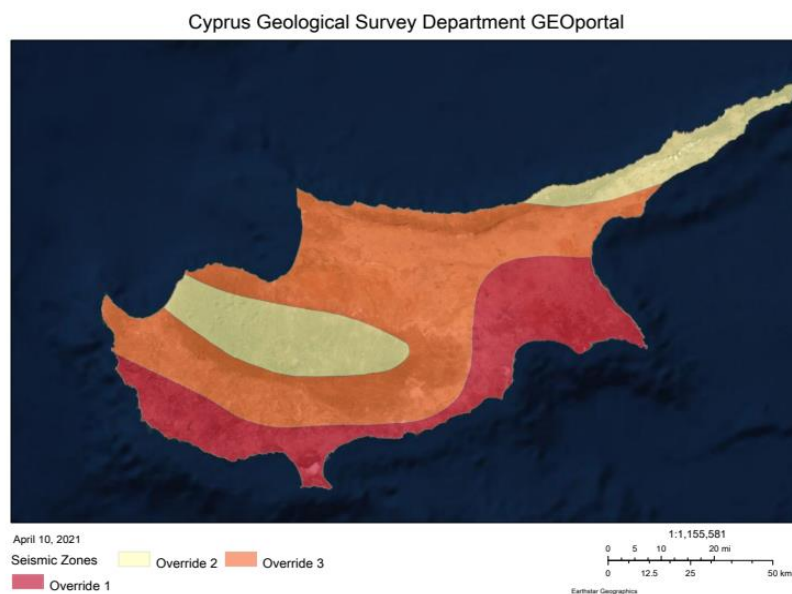 Cyprus Geological Survey Department GEOportal
April 10, 2021
Seismic Zones
Override 2
Override 3
Override 1
1:1,155,581
0 5 10 20 mi
0 12.5 25 50 km
Earthstar Geographics